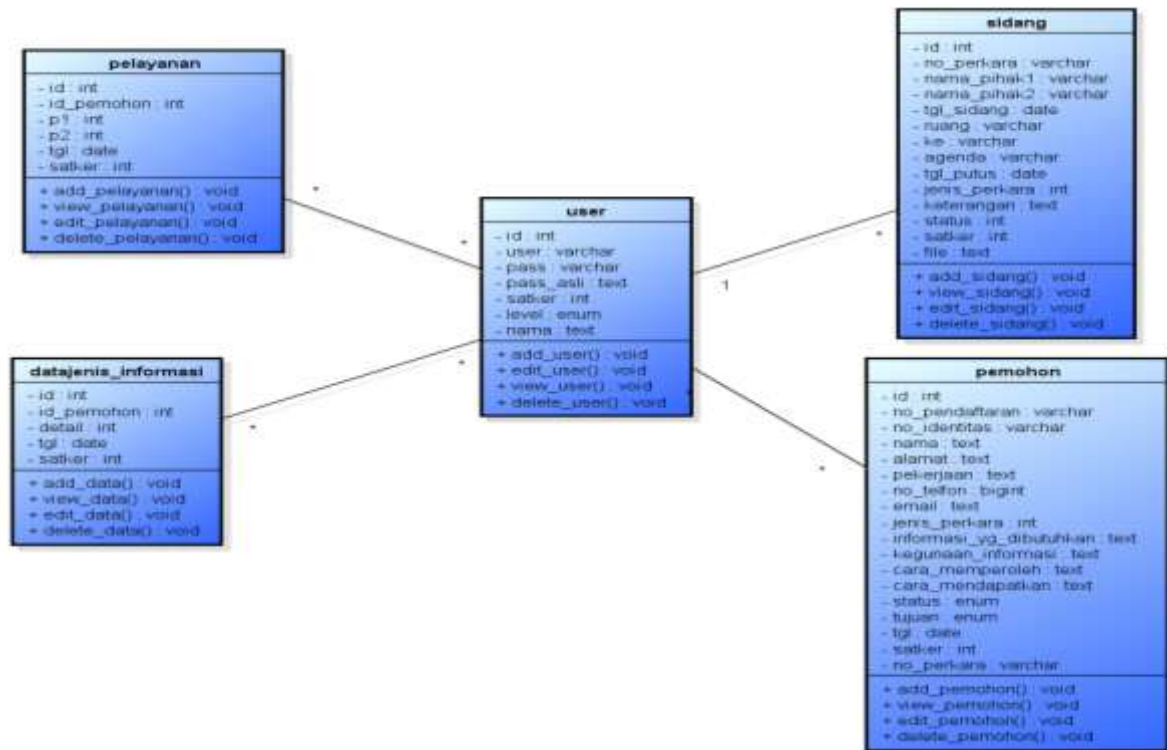 pelayanan
- id : int
- id_pemohon : int
- p1 : int
- p2 : int
- tgl : date
- satker : int
+ add_pelayanan() : void
+ view_pelayanan() : void
+ edit_pelayanan() : void
+ delete_pelayanan() : void
*
*
datajenis_informasi
- id : int
- id_pemohon : int
- detail : int
- tgl : date
- satker : int
+ add_data() : void
+ view_data() : void
+ edit_data() : void
+ delete_data() : void
*
*
user
- id : int
- user : varchar
- pass : varchar
- pass_asli : text
- satker : int
- level : enum
- nama : text
+ add_user() : void
+ edit_user() : void
+ view_user() : void
+ delete_user() : void
1
*
*
*
sidang
- id : int
- no_perkara : varchar
- nama_pihak1 : varchar
- nama_pihak2 : varchar
- tgl_sidang : date
- ruang : varchar
- ke : varchar
- agenda : varchar
- tgl_putus : date
- jenis_perkara : int
- keterangan : text
- status : int
- satker : int
- file : text
+ add_sidang() : void
+ view_sidang() : void
+ edit_sidang() : void
+ delete_sidang() : void
pemohon
- id : int
- no_pendaftaran : varchar
- no_identitas : varchar
- nama : text
- alamat : text
- pekerjaan : text
- no_telfon : bigint
- email : text
- jenis_perkara : int
- informasi_yg_dibutuhkan : text
- kegunaan_informasi : text
- cara_memperoleh : text
- cara_mendapatkan : text
- status : enum
- tujuan : enum
- tgl : date
- satker : int
- no_perkara : varchar
+ add_pemohon() : void
+ view_pemohon() : void
+ edit_pemohon() : void
+ delete_pemohon() : void